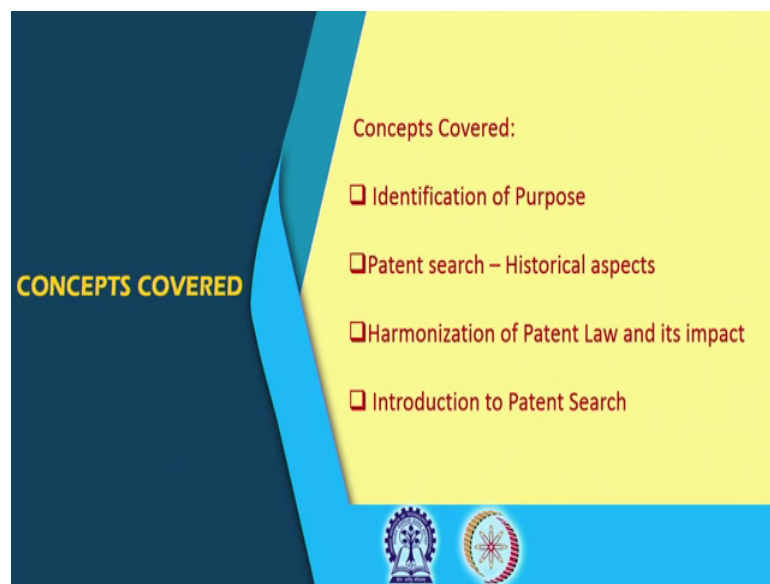 CONCEPTS COVERED
Concepts Covered:
❑ Identification of Purpose
❑Patent search – Historical aspects
❑Harmonization of Patent Law and its impact
❑ Introduction to Patent Search